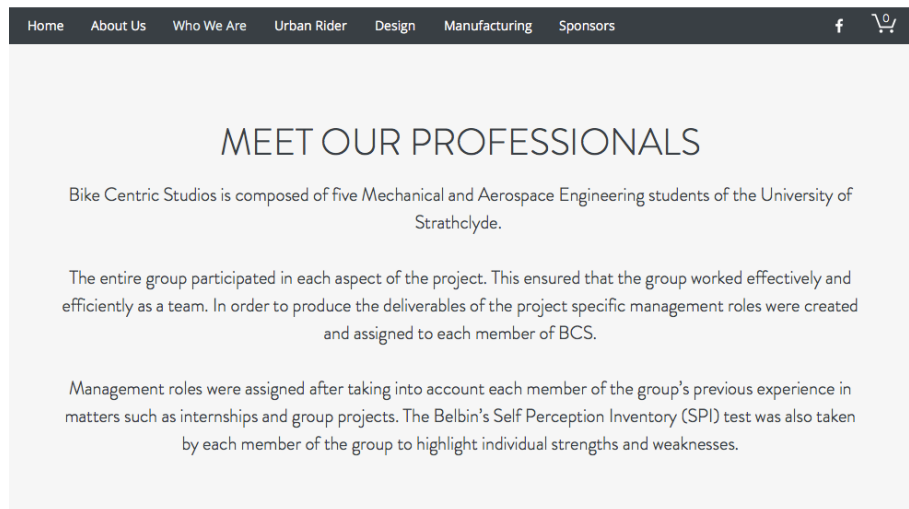 Home About Us Who We Are Urban Rider Design Manufacturing Sponsors f 0
MEET OUR PROFESSIONALS
Bike Centric Studios is composed of five Mechanical and Aerospace Engineering students of the University of
Strathclyde.
The entire group participated in each aspect of the project. This ensured that the group worked effectively and
efficiently as a team. In order to produce the deliverables of the project specific management roles were created
and assigned to each member of BCS.
Management roles were assigned after taking into account each member of the group's previous experience in
matters such as internships and group projects. The Belbin's Self Perception Inventory (SPI) test was also taken
by each member of the group to highlight individual strengths and weaknesses.